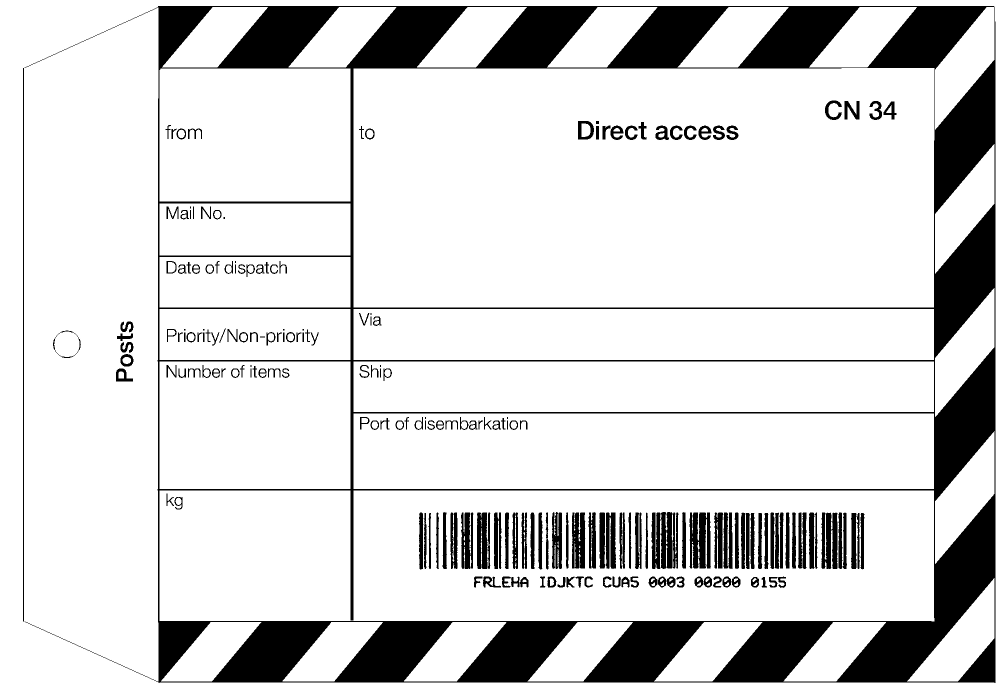 CN 34
from
to
Direct access
Mail No.
Date of dispatch
Posts
Priority/Non-priority
Via
Number of items
Ship
Port of disembarkation
kg
FRLEHA IDJKTC CUA5 0003 00200 0155